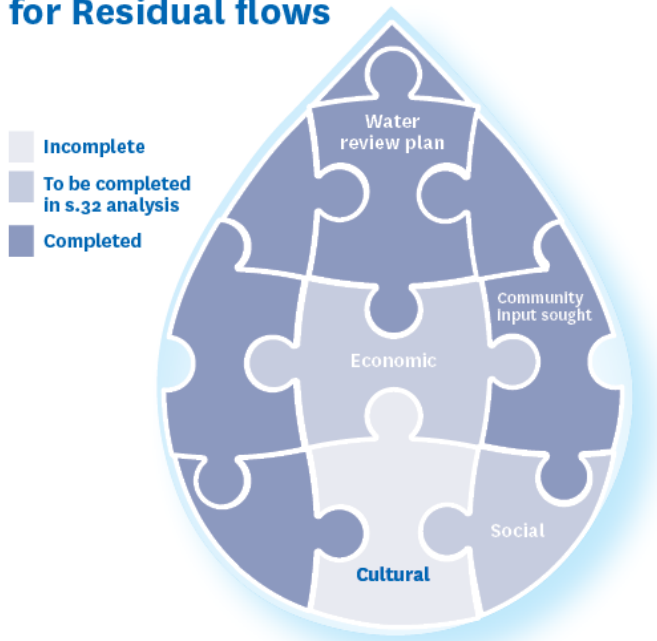 for Residual flows
Incomplete
To be completed
in s.32 analysis
Completed
Water
review plan
Community
input sought
Economic
Social
Cultural